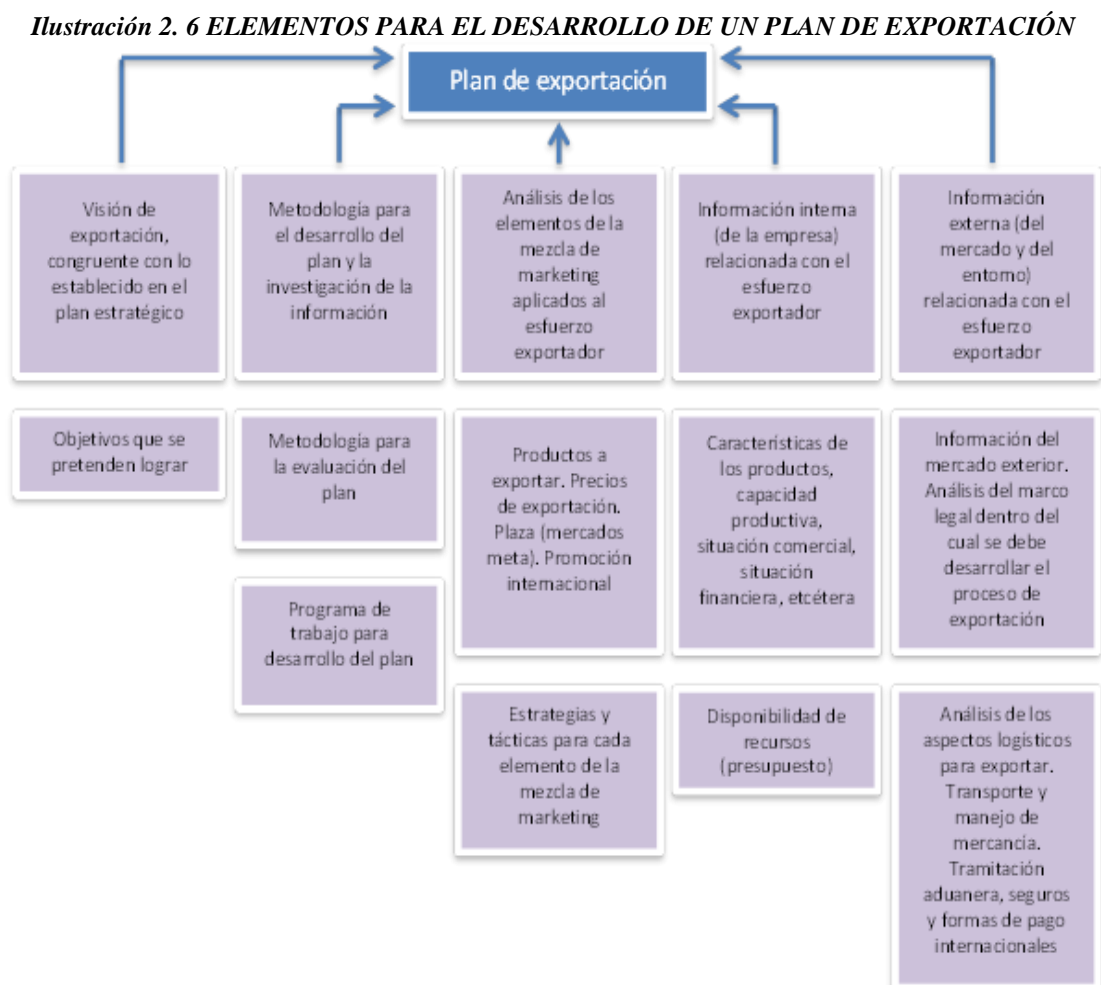 Ilustración 2. 6 ELEMENTOS PARA EL DESARROLLO DE UN PLAN DE EXPORTACIÓN
Plan de exportación
Visión de
exportación,
congruente con lo
establecido en el
plan estratégico
Objetivos que se
pretenden lograr
Metodología para
el desarrollo del
plan y la
investigación de la
información
Metodología para
la evaluación del
plan
Programa de
trabajo para
desarrollo del plan
Análisis de los
elementos de la
mezcla de
marketing
aplicados al
esfuerzo
exportador
Productos a
exportar. Precios
de exportación.
Plaza (mercados
meta). Promoción
internacional
Estrategias y
tácticas para cada
elemento de la
mezcla de
marketing
Información interna
(de la empresa)
relacionada con el
esfuerzo
exportador
Características de
los productos,
capacidad
productiva,
situación comercial,
situación
financiera, etcétera
Disponibilidad de
recursos
(presupuesto)
Información
externa (del
mercado y del
entorno)
relacionada con el
esfuerzo
exportador
Información del
mercado exterior.
Análisis del marco
legal dentro del
cual se debe
desarrollar el
proceso de
exportación
Análisis de los
aspectos logísticos
para exportar.
Transporte y
manejo de
mercancía.
Tramitación
aduanera, seguros
y formas de pago
internacionales